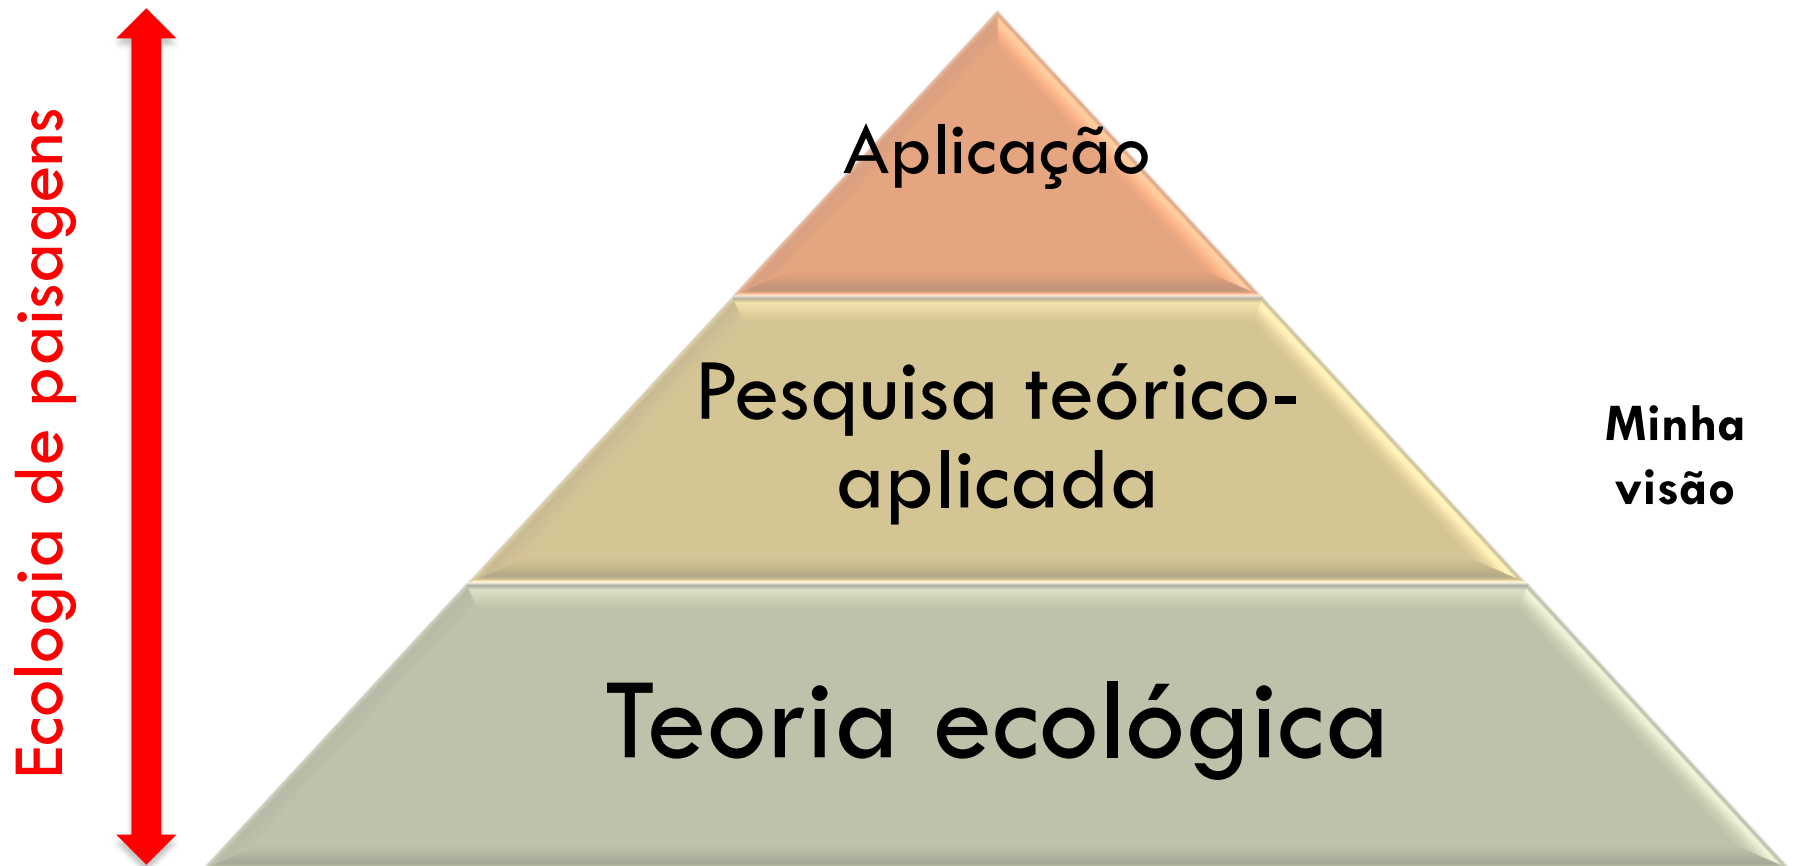 Ecologia de paisagens
Aplicação
Pesquisa teórico-
aplicada
Minha
visão
Teoria ecológica